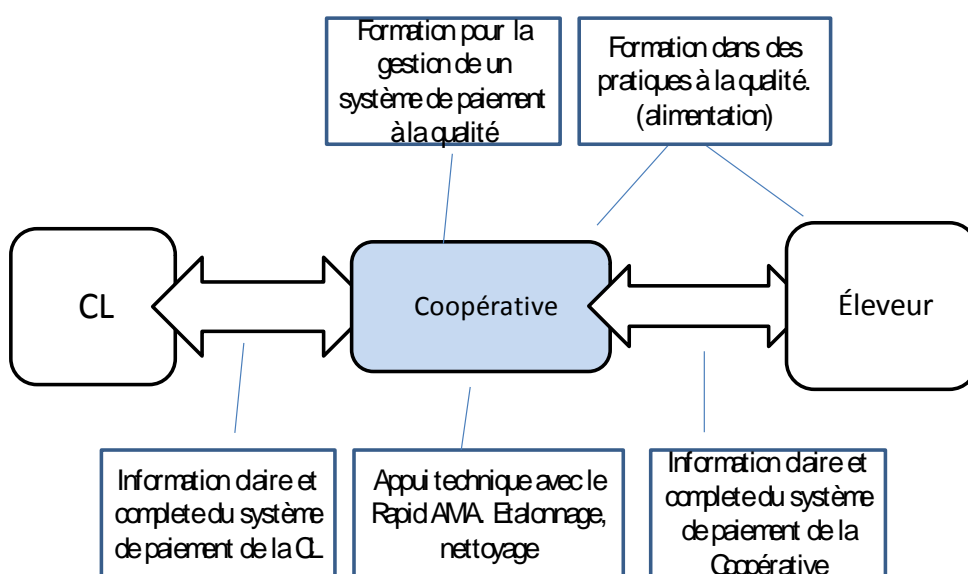 Formation pour la
gestion de un
système de paiement
à la qualité
Formation dans des
pratiques à la qualité.
(alimentation)
CL
Coopérative
Éleveur
Information claire et
complete du système
de paiement de la CL
Appui technique avec le
Rapid AMA. Etalonnage,
nettoyage
Information claire et
complete du système
de paiement de la
Coopérative